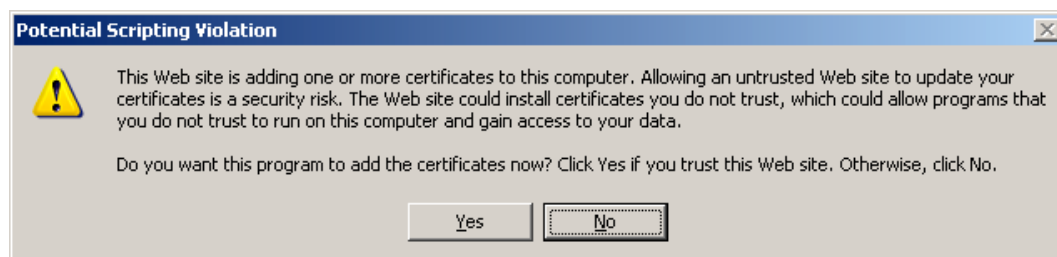 Potential Scripting Violation
This Web site is adding one or more certificates to this computer. Allowing an untrusted Web site to update your
certificates is a security risk. The Web site could install certificates you do not trust, which could allow programs that
you do not trust to run on this computer and gain access to your data.
Do you want this program to add the certificates now? Click Yes if you trust this Web site. Otherwise, click No.
Yes No